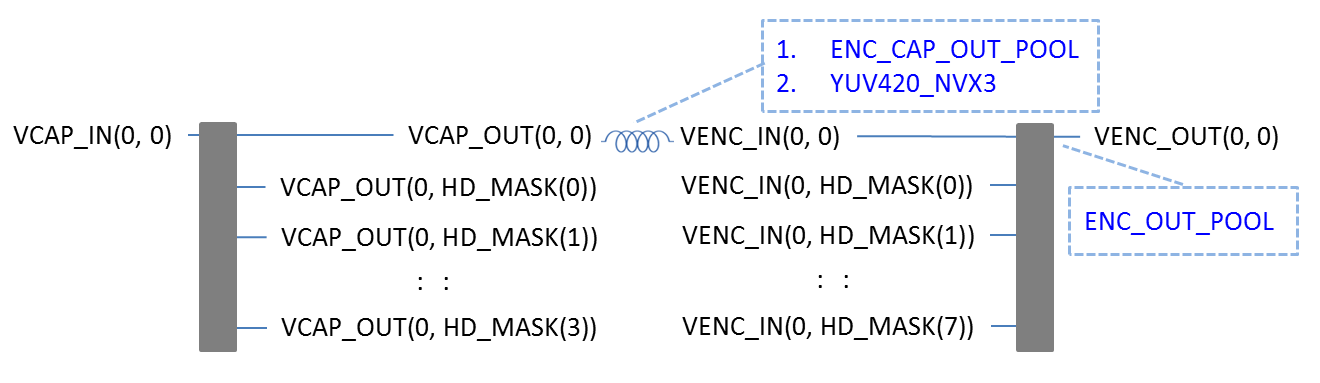 1. ENC_CAP_OUT_POOL
2. YUV420_NVX3
VCAP_IN(0, 0) VCAP_OUT(0, 0) VENC_IN(0, 0) VENC_OUT(0, 0)
VCAP_OUT(0, HD_MASK(0)) VENC_IN(0, HD_MASK(0))
ENC_OUT_POOL
VCAP_OUT(0, HD_MASK(1)) VENC_IN(0, HD_MASK(1))
: : : :
VCAP_OUT(0, HD_MASK(3)) VENC_IN(0, HD_MASK(7))